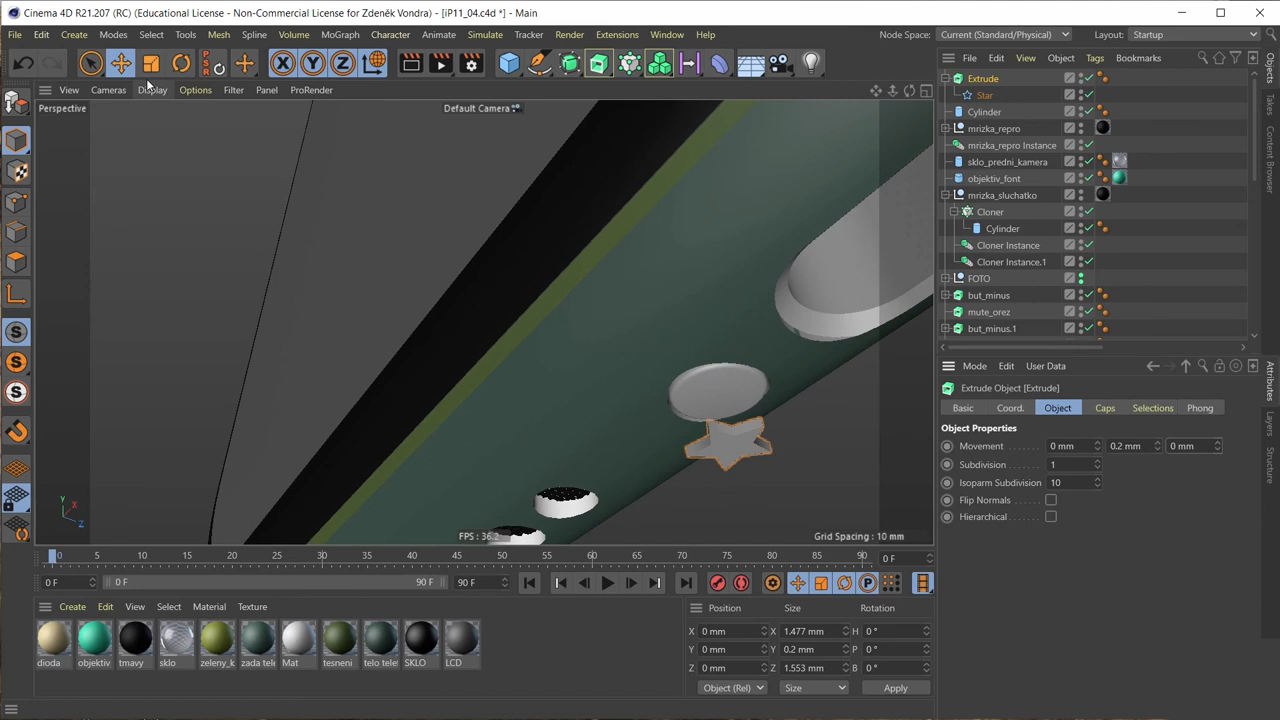 Cinema 4D R21.207 (RC) (Educational License - Non-Commercial License for Zdeněk Vondra) - [iP11_04.c4d *] - Main
File Edit Create Modes Select Tools Mesh Spline Volume MoGraph Character Animate Simulate Tracker Render Extensions Window Help Node Space: Current (Standard/Physical) Layout: Startup
View Cameras Display Options Filter Panel ProRender
Perspective
Default Camera
FPS : 36.2
Grid Spacing : 10 mm
0 5 10 15 20 25 30 35 40 45 50 55 60 65 70 75 80 85 90 0 F
0 F 0 F 90 F 90 F
Create Edit View Select Material Texture
dioda objektiv tmavy sklo zeleny_k zada tele Mat tesneni telo telef SKLO LCD
Position Size Rotation
X 0 mm X 1.477 mm H 0 °
Y 0 mm Y 0.2 mm P 0 °
Z 0 mm Z 1.553 mm B 0 °
Object (Rel) Size Apply
File Edit View Object Tags Bookmarks
Extrude
Star
Cylinder
mrizka_repro
mrizka_repro Instance
sklo_predni_kamera
objektiv_font
mrizka_sluchatko
Cloner
Cylinder
Cloner Instance
Cloner Instance.1
FOTO
but_minus
mute_orez
but_minus.1
Mode Edit User Data
Extrude Object [Extrude]
Basic Coord. Object Caps Selections Phong
Object Properties
Movement 0 mm 0.2 mm 0 mm
Subdivision 1
Isoparm Subdivision 10
Flip Normals
Hierarchical
Objects
Takes
Content Browser
Attributes
Layers
Structure